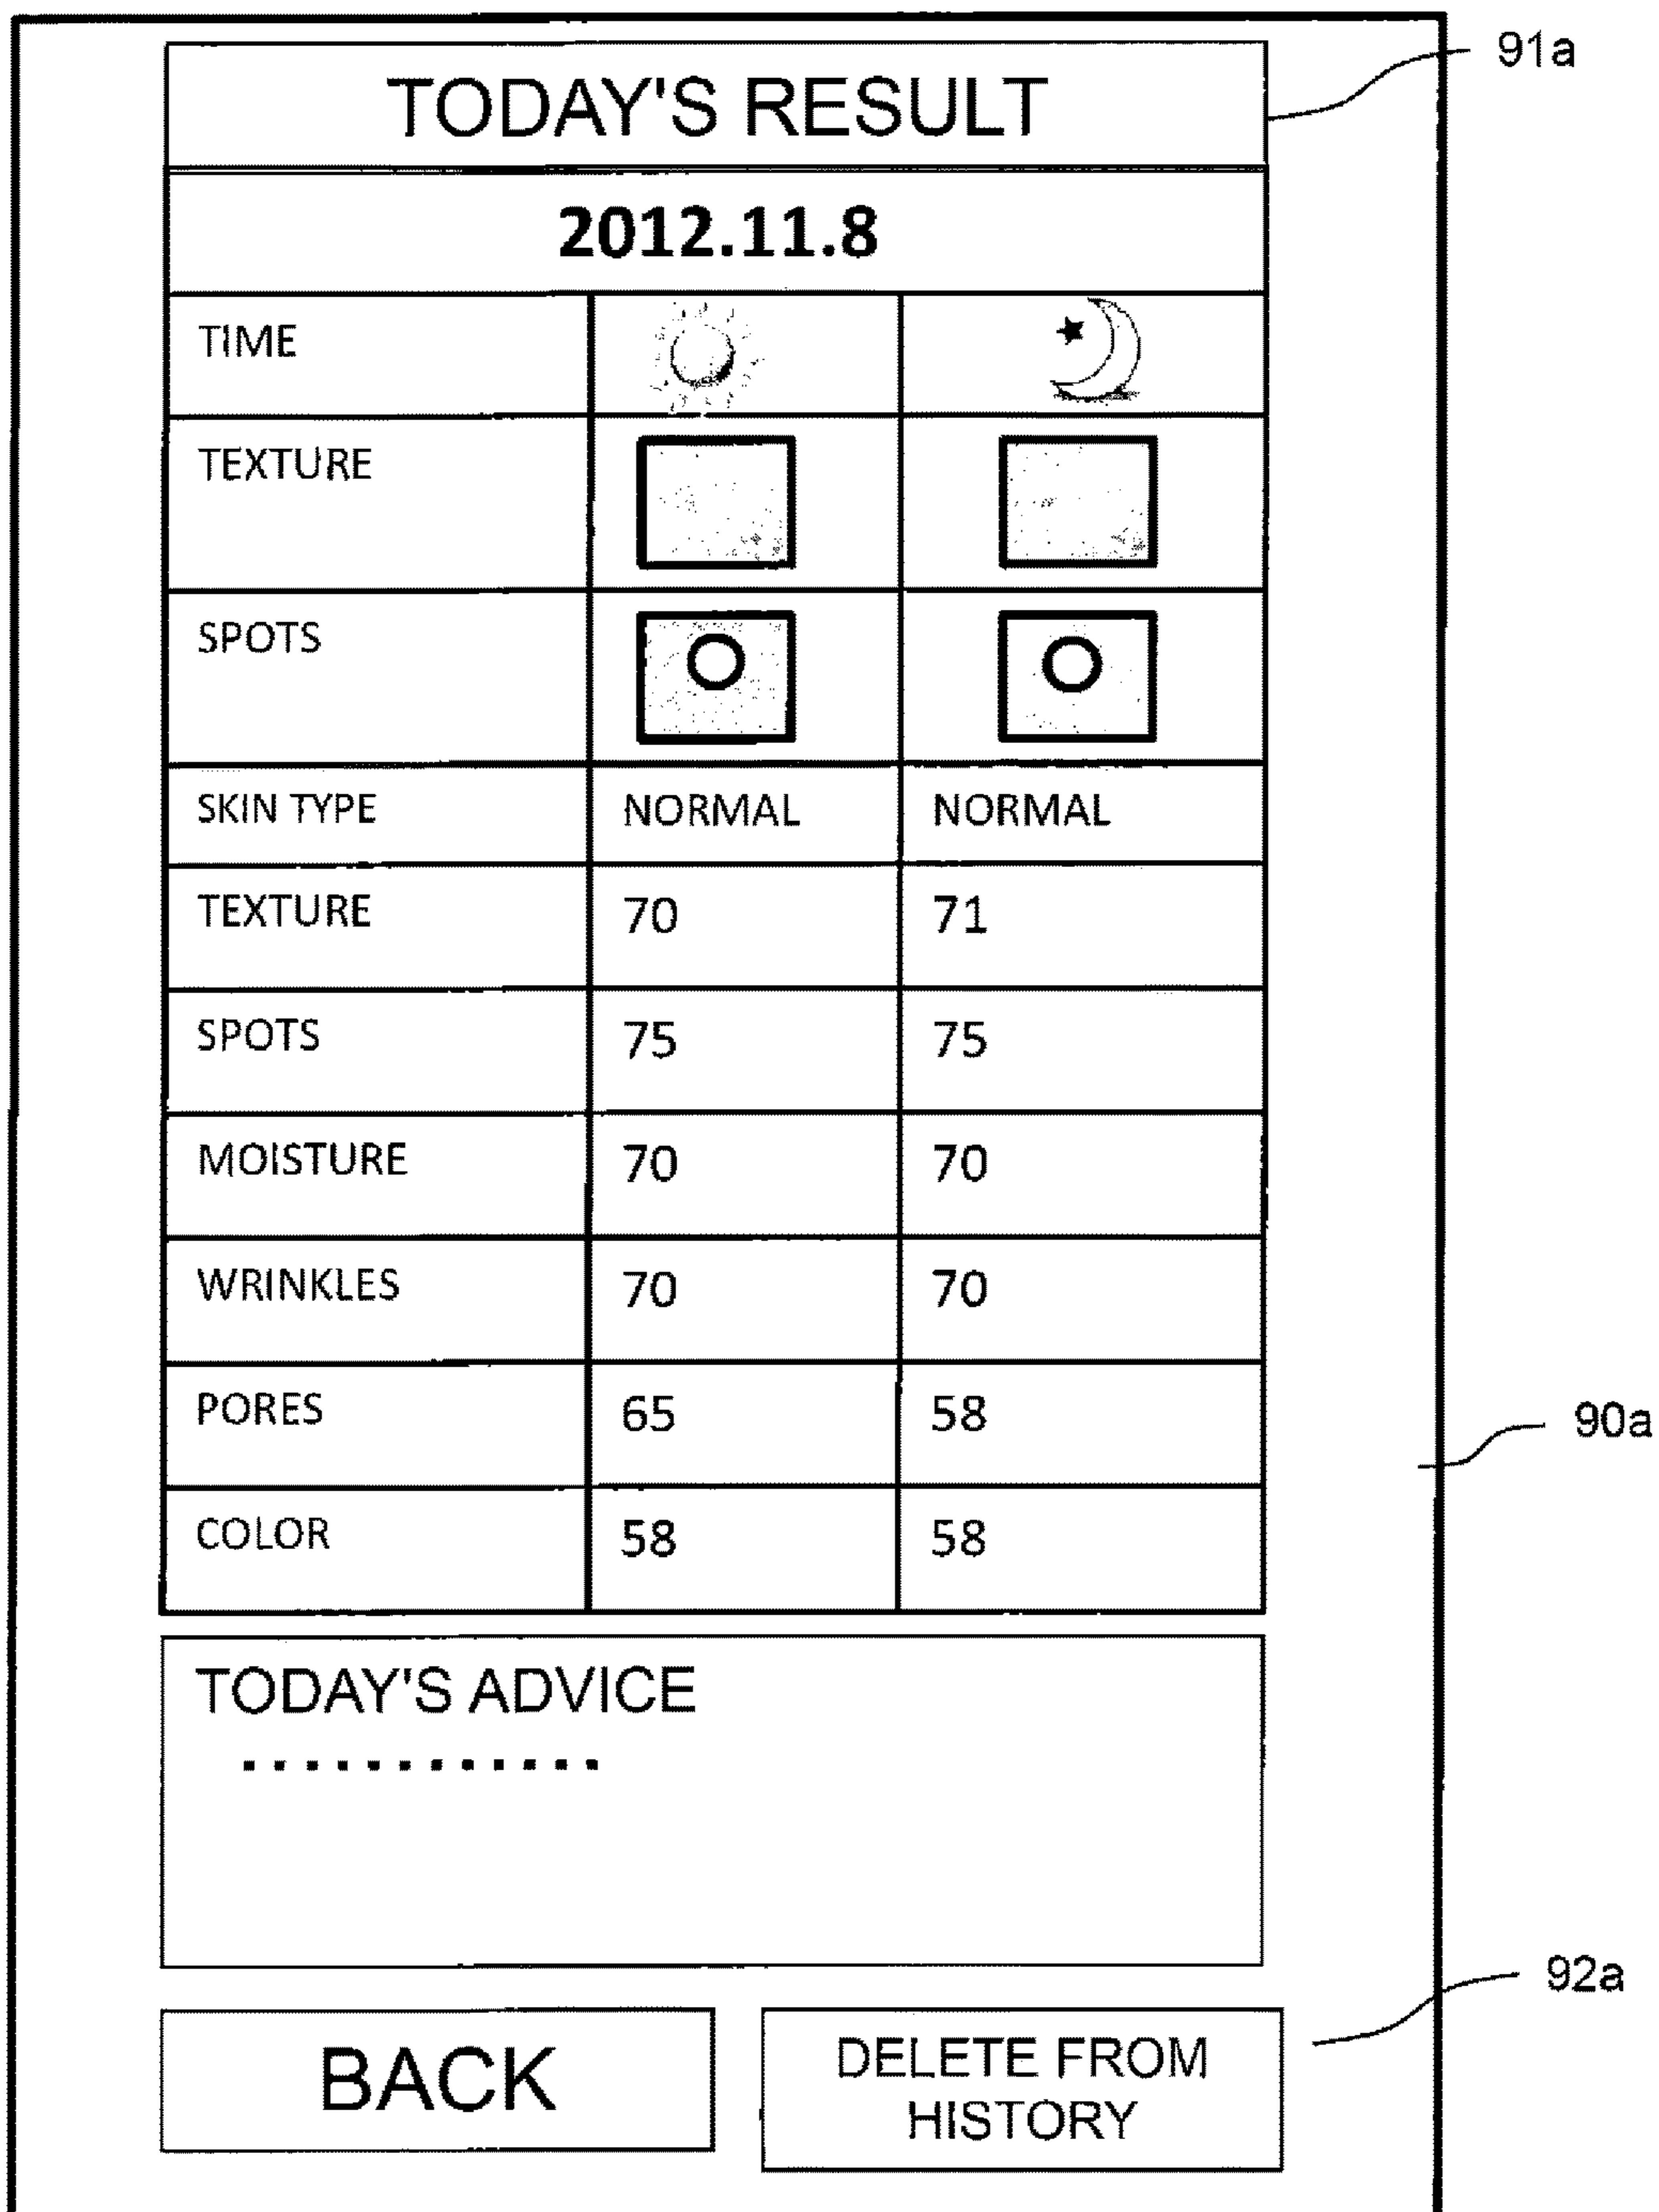 91a
TODAY'S RESULT
2012.11.8
TIME
TEXTURE
SPOTS
SKIN TYPE NORMAL NORMAL
TEXTURE 70 71
SPOTS 75 75
MOISTURE 70 70
WRINKLES 70 70
PORES 65 58
90a
COLOR 58 58
TODAY'S ADVICE
............
92a
BACK
DELETE FROM
HISTORY